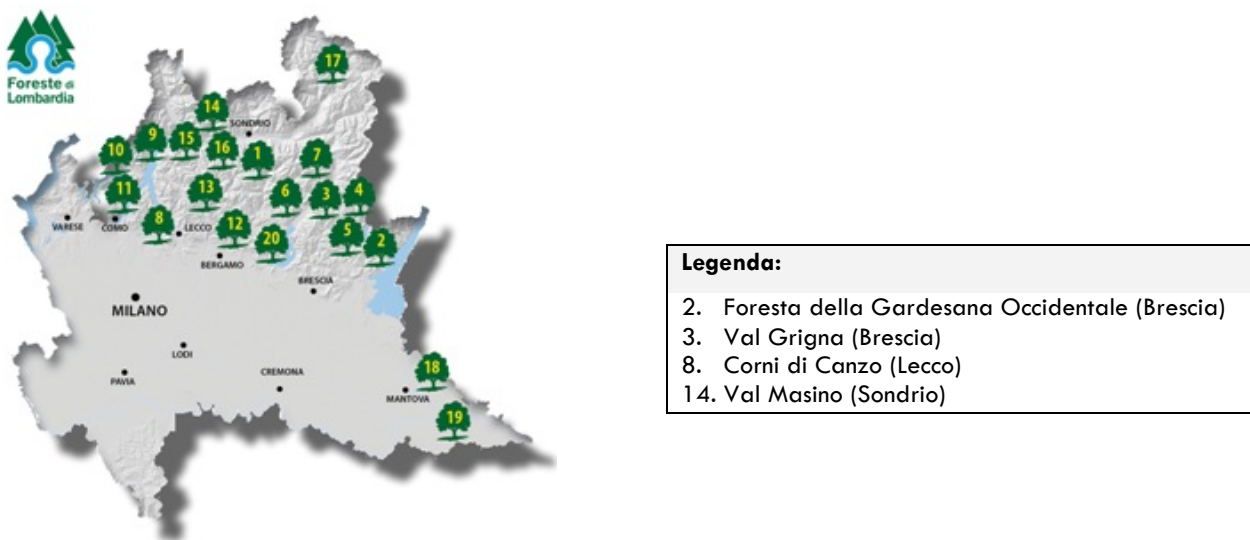 Foreste di
Lombardia
17
14
SONDRIO
9
15
10
16
1
7
11
13
6
3
4
VARESE
COMO
8
LECCO
12
20
5
2
BERGAMO
BRESCIA
MILANO
LODI
PAVIA
CREMONA
18
MANTOVA
19
Legenda:
2. Foresta della Gardesana Occidentale (Brescia)
3. Val Grigna (Brescia)
8. Corni di Canzo (Lecco)
14. Val Masino (Sondrio)